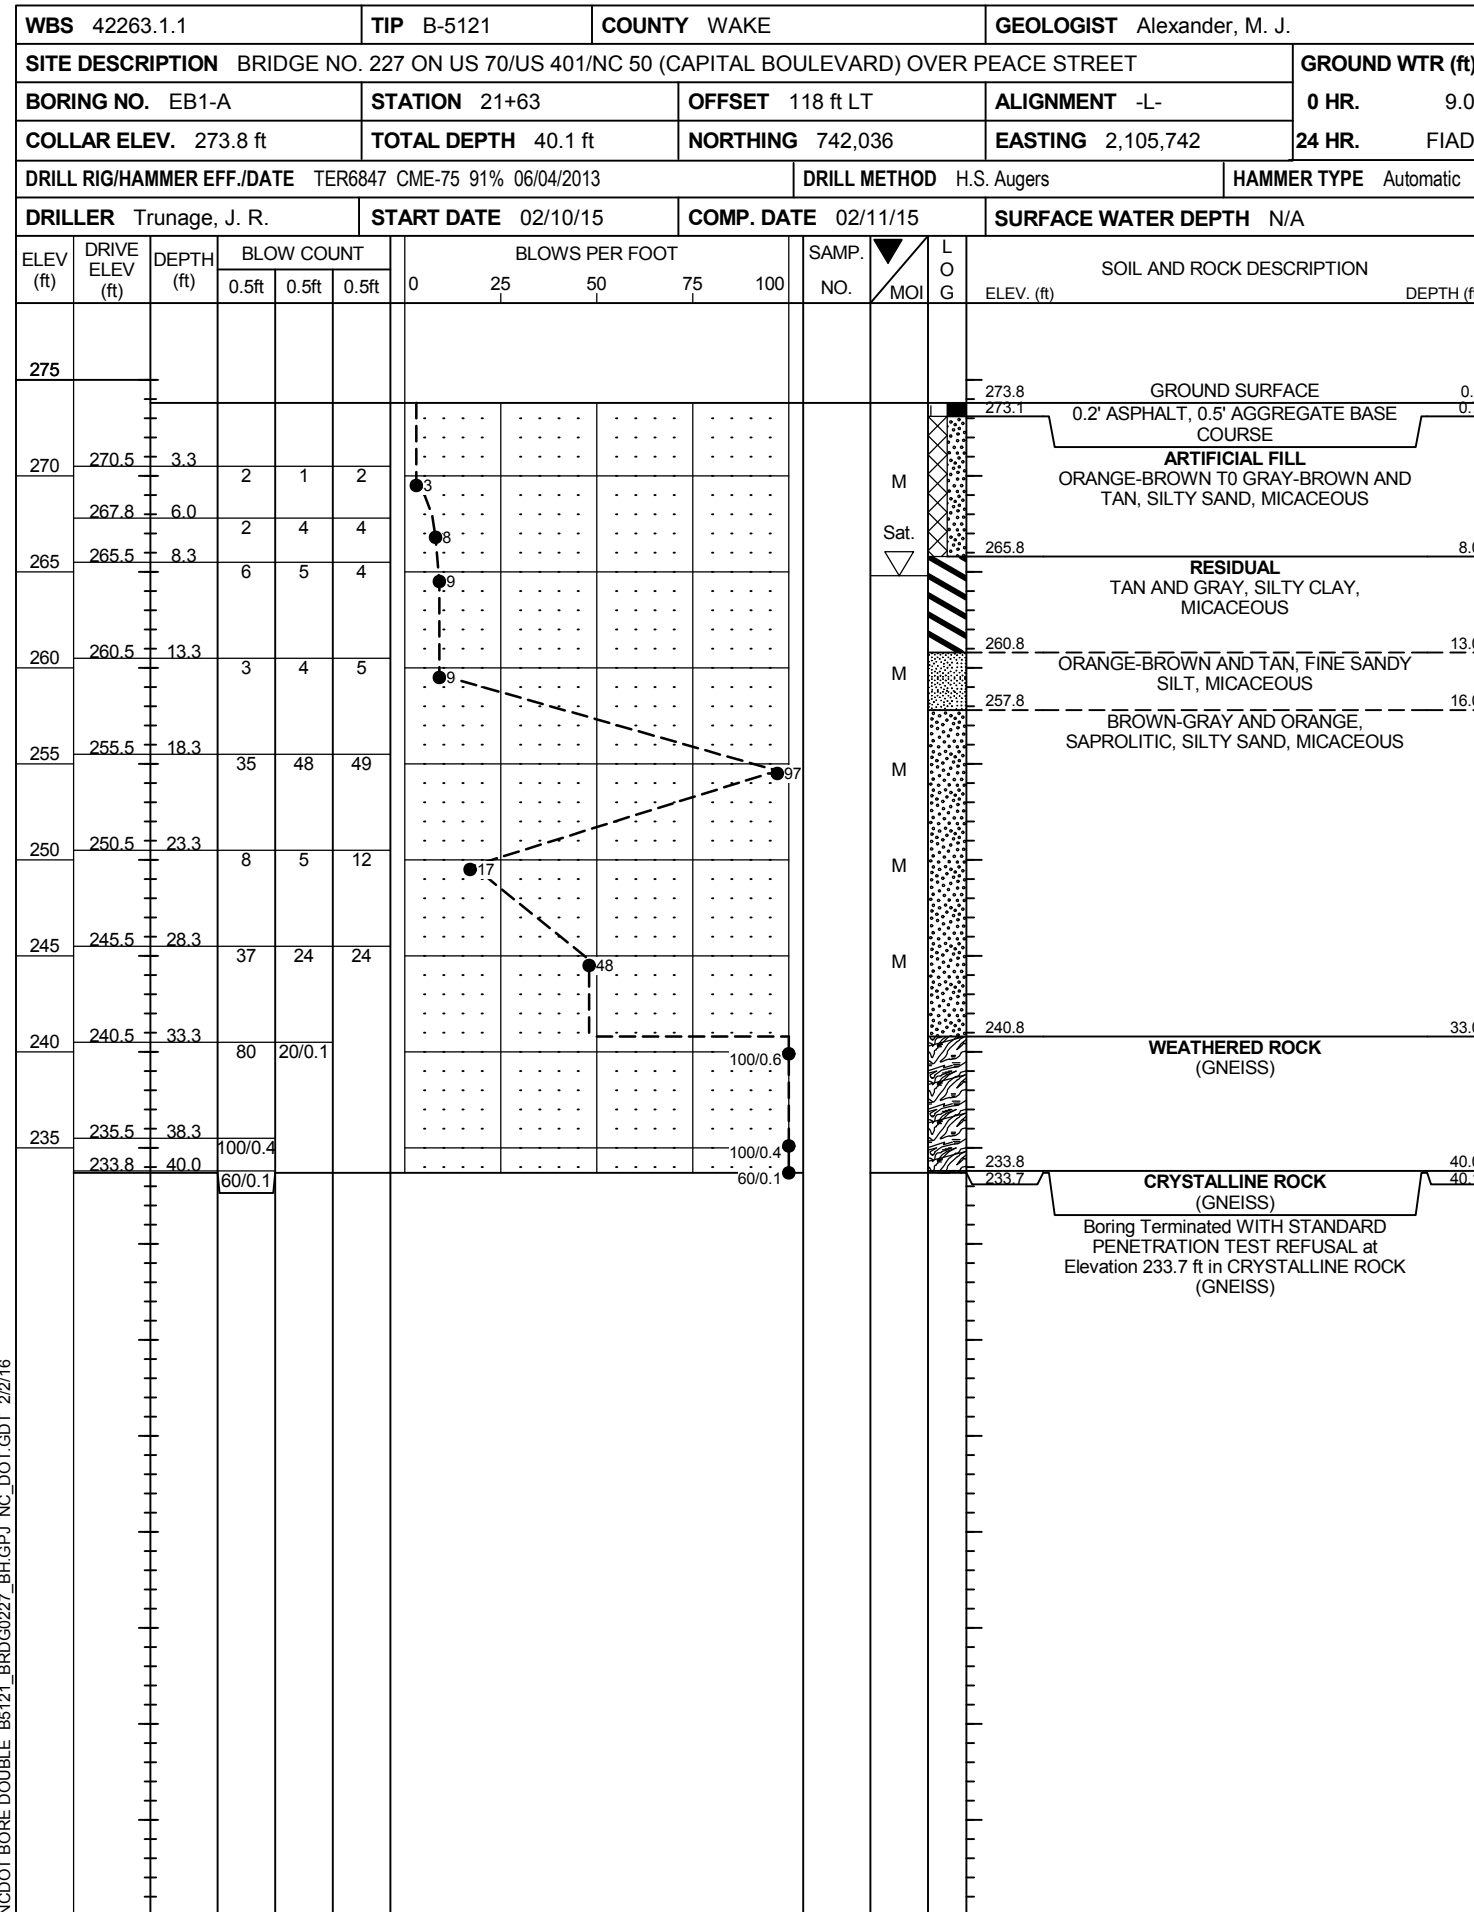 WBS 42263.1.1 TIP B-5121 COUNTY WAKE GEOLOGIST Alexander, M. J.
SITE DESCRIPTION BRIDGE NO. 227 ON US 70/US 401/NC 50 (CAPITAL BOULEVARD) OVER PEACE STREET GROUND WTR (ft)
BORING NO. EB1-A STATION 21+63 OFFSET 118 ft LT ALIGNMENT -L- 0 HR. 9.0
COLLAR ELEV. 273.8 ft TOTAL DEPTH 40.1 ft NORTHING 742,036 EASTING 2,105,742 24 HR. FIAD
DRILL RIG/HAMMER EFF./DATE TER6847 CME-75 91% 06/04/2013 DRILL METHOD H.S. Augers HAMMER TYPE Automatic
DRILLER Trunage, J. R. START DATE 02/10/15 COMP. DATE 02/11/15 SURFACE WATER DEPTH N/A
ELEV (ft) DRIVE ELEV (ft) DEPTH (ft) BLOW COUNT BLOWS PER FOOT SAMP. NO. MOI LOG SOIL AND ROCK DESCRIPTION
0.5ft 0.5ft 0.5ft 0 25 50 75 100 ELEV. (ft) DEPTH (ft
275
273.8 GROUND SURFACE 0.
273.1 0.2' ASPHALT, 0.5' AGGREGATE BASE 0.
COURSE
ARTIFICIAL FILL
270 270.5 3.3
2 1 2 3 M ORANGE-BROWN T0 GRAY-BROWN AND
TAN, SILTY SAND, MICACEOUS
267.8 6.0
2 4 4 8 Sat.
265 265.5 8.3 265.8 8.0
6 5 4 9 RESIDUAL
TAN AND GRAY, SILTY CLAY,
MICACEOUS
260 260.5 13.3 260.8 13.0
3 4 5 9 M ORANGE-BROWN AND TAN, FINE SANDY
SILT, MICACEOUS
257.8 16.0
BROWN-GRAY AND ORANGE,
SAPROLITIC, SILTY SAND, MICACEOUS
255 255.5 18.3
35 48 49 97 M
250 250.5 23.3
8 5 12 17 M
245 245.5 28.3
37 24 24 48 M
240 240.5 33.3 240.8 33.0
80 20/0.1 100/0.6 WEATHERED ROCK
(GNEISS)
235 235.5 38.3
100/0.4 100/0.4
233.8 40.0 233.8 40.0
60/0.1 60/0.1 233.7 CRYSTALLINE ROCK 40.
(GNEISS)
Boring Terminated WITH STANDARD
PENETRATION TEST REFUSAL at
Elevation 233.7 ft in CRYSTALLINE ROCK
(GNEISS)
NCDOT BORE DOUBLE B5121_BRDG0227_BH.GPJ NC_DOT.GDT 2/2/16